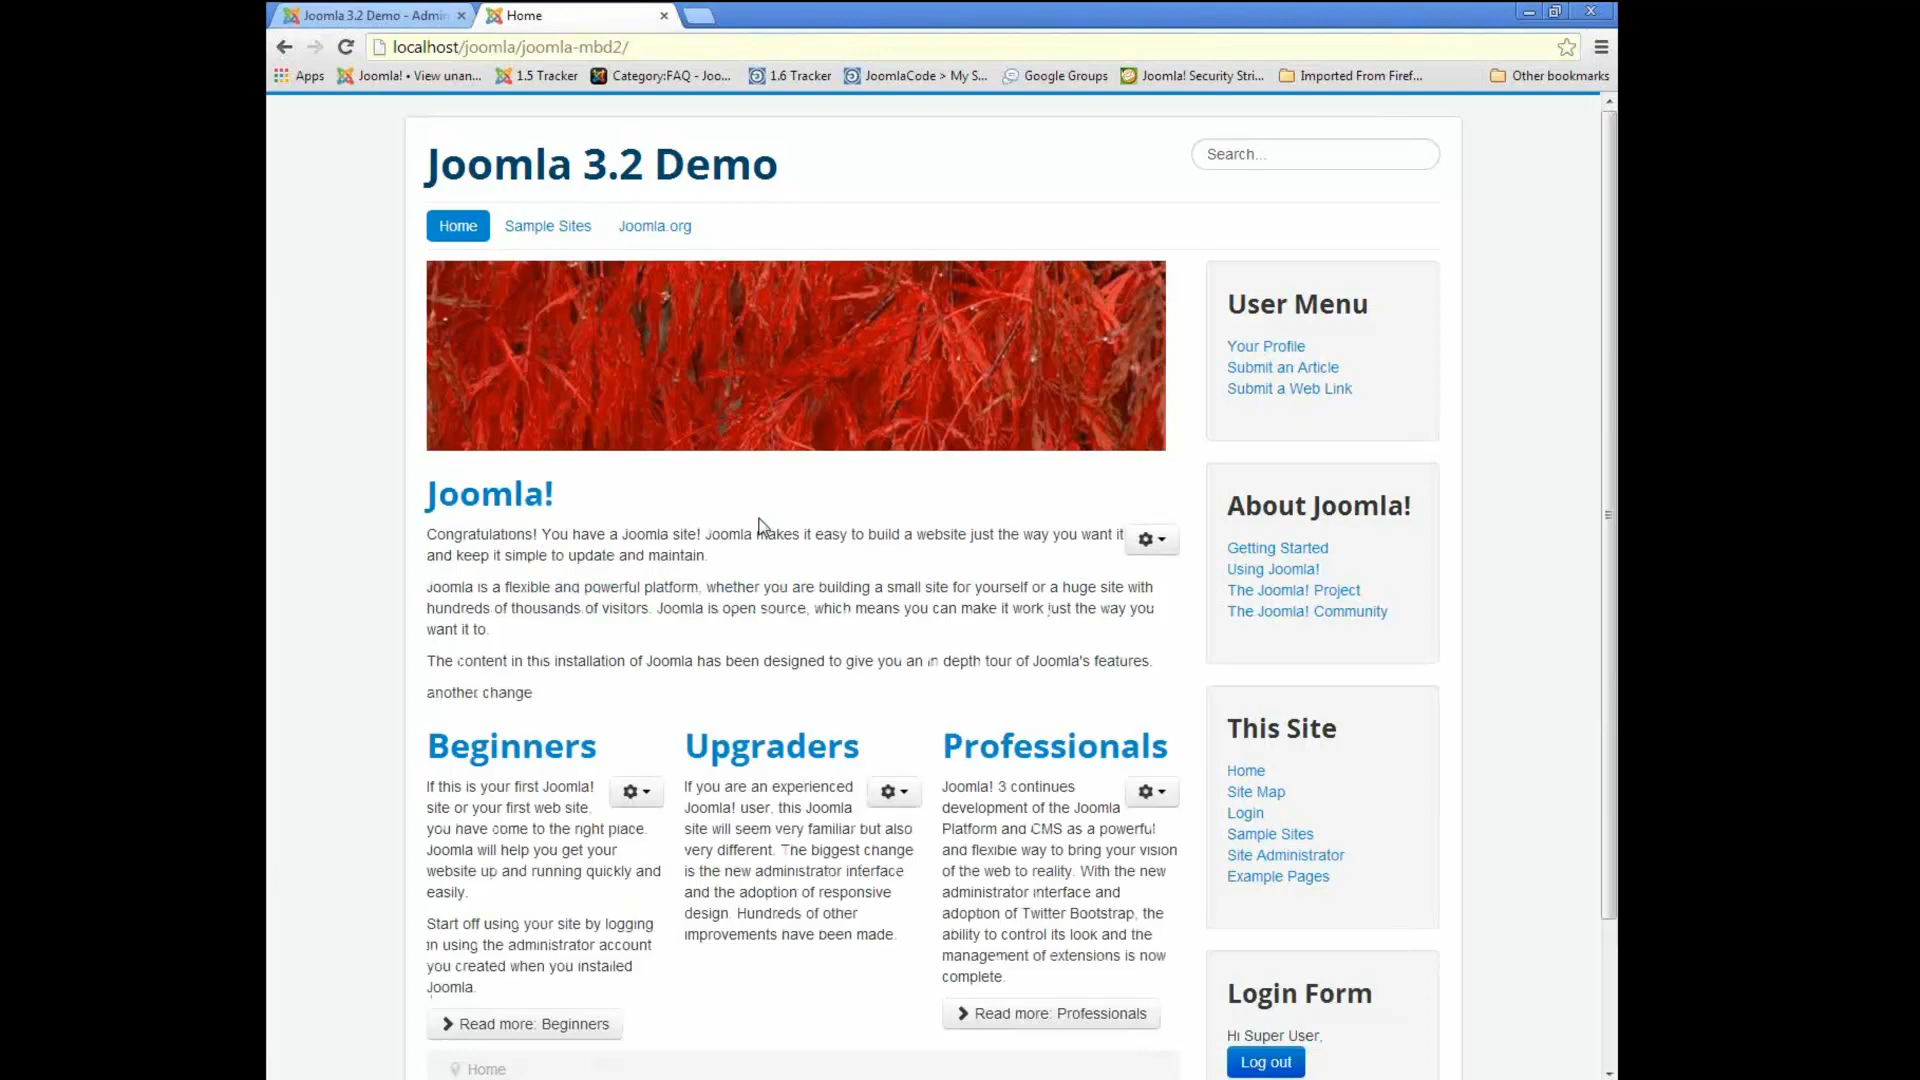 Joomla 3.2 Demo - Admin
Home
localhost/joomla/joomla-mbd2/
Apps
Joomla! • View unan...
1.5 Tracker
Category:FAQ - Joo...
1.6 Tracker
JoomlaCode > My S...
Google Groups
Joomla! Security Stri...
Imported From Firef...
Other bookmarks
Joomla 3.2 Demo
Search...
Home
Sample Sites
Joomla.org
Joomla!
Congratulations! You have a Joomla site! Joomla makes it easy to build a website just the way you want it
and keep it simple to update and maintain.
Joomla is a flexible and powerful platform, whether you are building a small site for yourself or a huge site with
hundreds of thousands of visitors. Joomla is open source, which means you can make it work just the way you
want it to.
The content in this installation of Joomla has been designed to give you an in depth tour of Joomla's features.
another change
Beginners
If this is your first Joomla!
site or your first web site,
you have come to the right place.
Joomla will help you get your
website up and running quickly and
easily.
Start off using your site by logging
in using the administrator account
you created when you installed
Joomla.
Read more: Beginners
Upgraders
If you are an experienced
Joomla! user, this Joomla
site will seem very familiar but also
very different. The biggest change
is the new administrator interface
and the adoption of responsive
design. Hundreds of other
improvements have been made.
Professionals
Joomla! 3 continues
development of the Joomla
Platform and CMS as a powerful
and flexible way to bring your vision
of the web to reality. With the new
administrator interface and
adoption of Twitter Bootstrap, the
ability to control its look and the
management of extensions is now
complete.
Read more: Professionals
Home
User Menu
Your Profile
Submit an Article
Submit a Web Link
About Joomla!
Getting Started
Using Joomla!
The Joomla! Project
The Joomla! Community
This Site
Home
Site Map
Login
Sample Sites
Site Administrator
Example Pages
Login Form
Hi Super User,
Log out